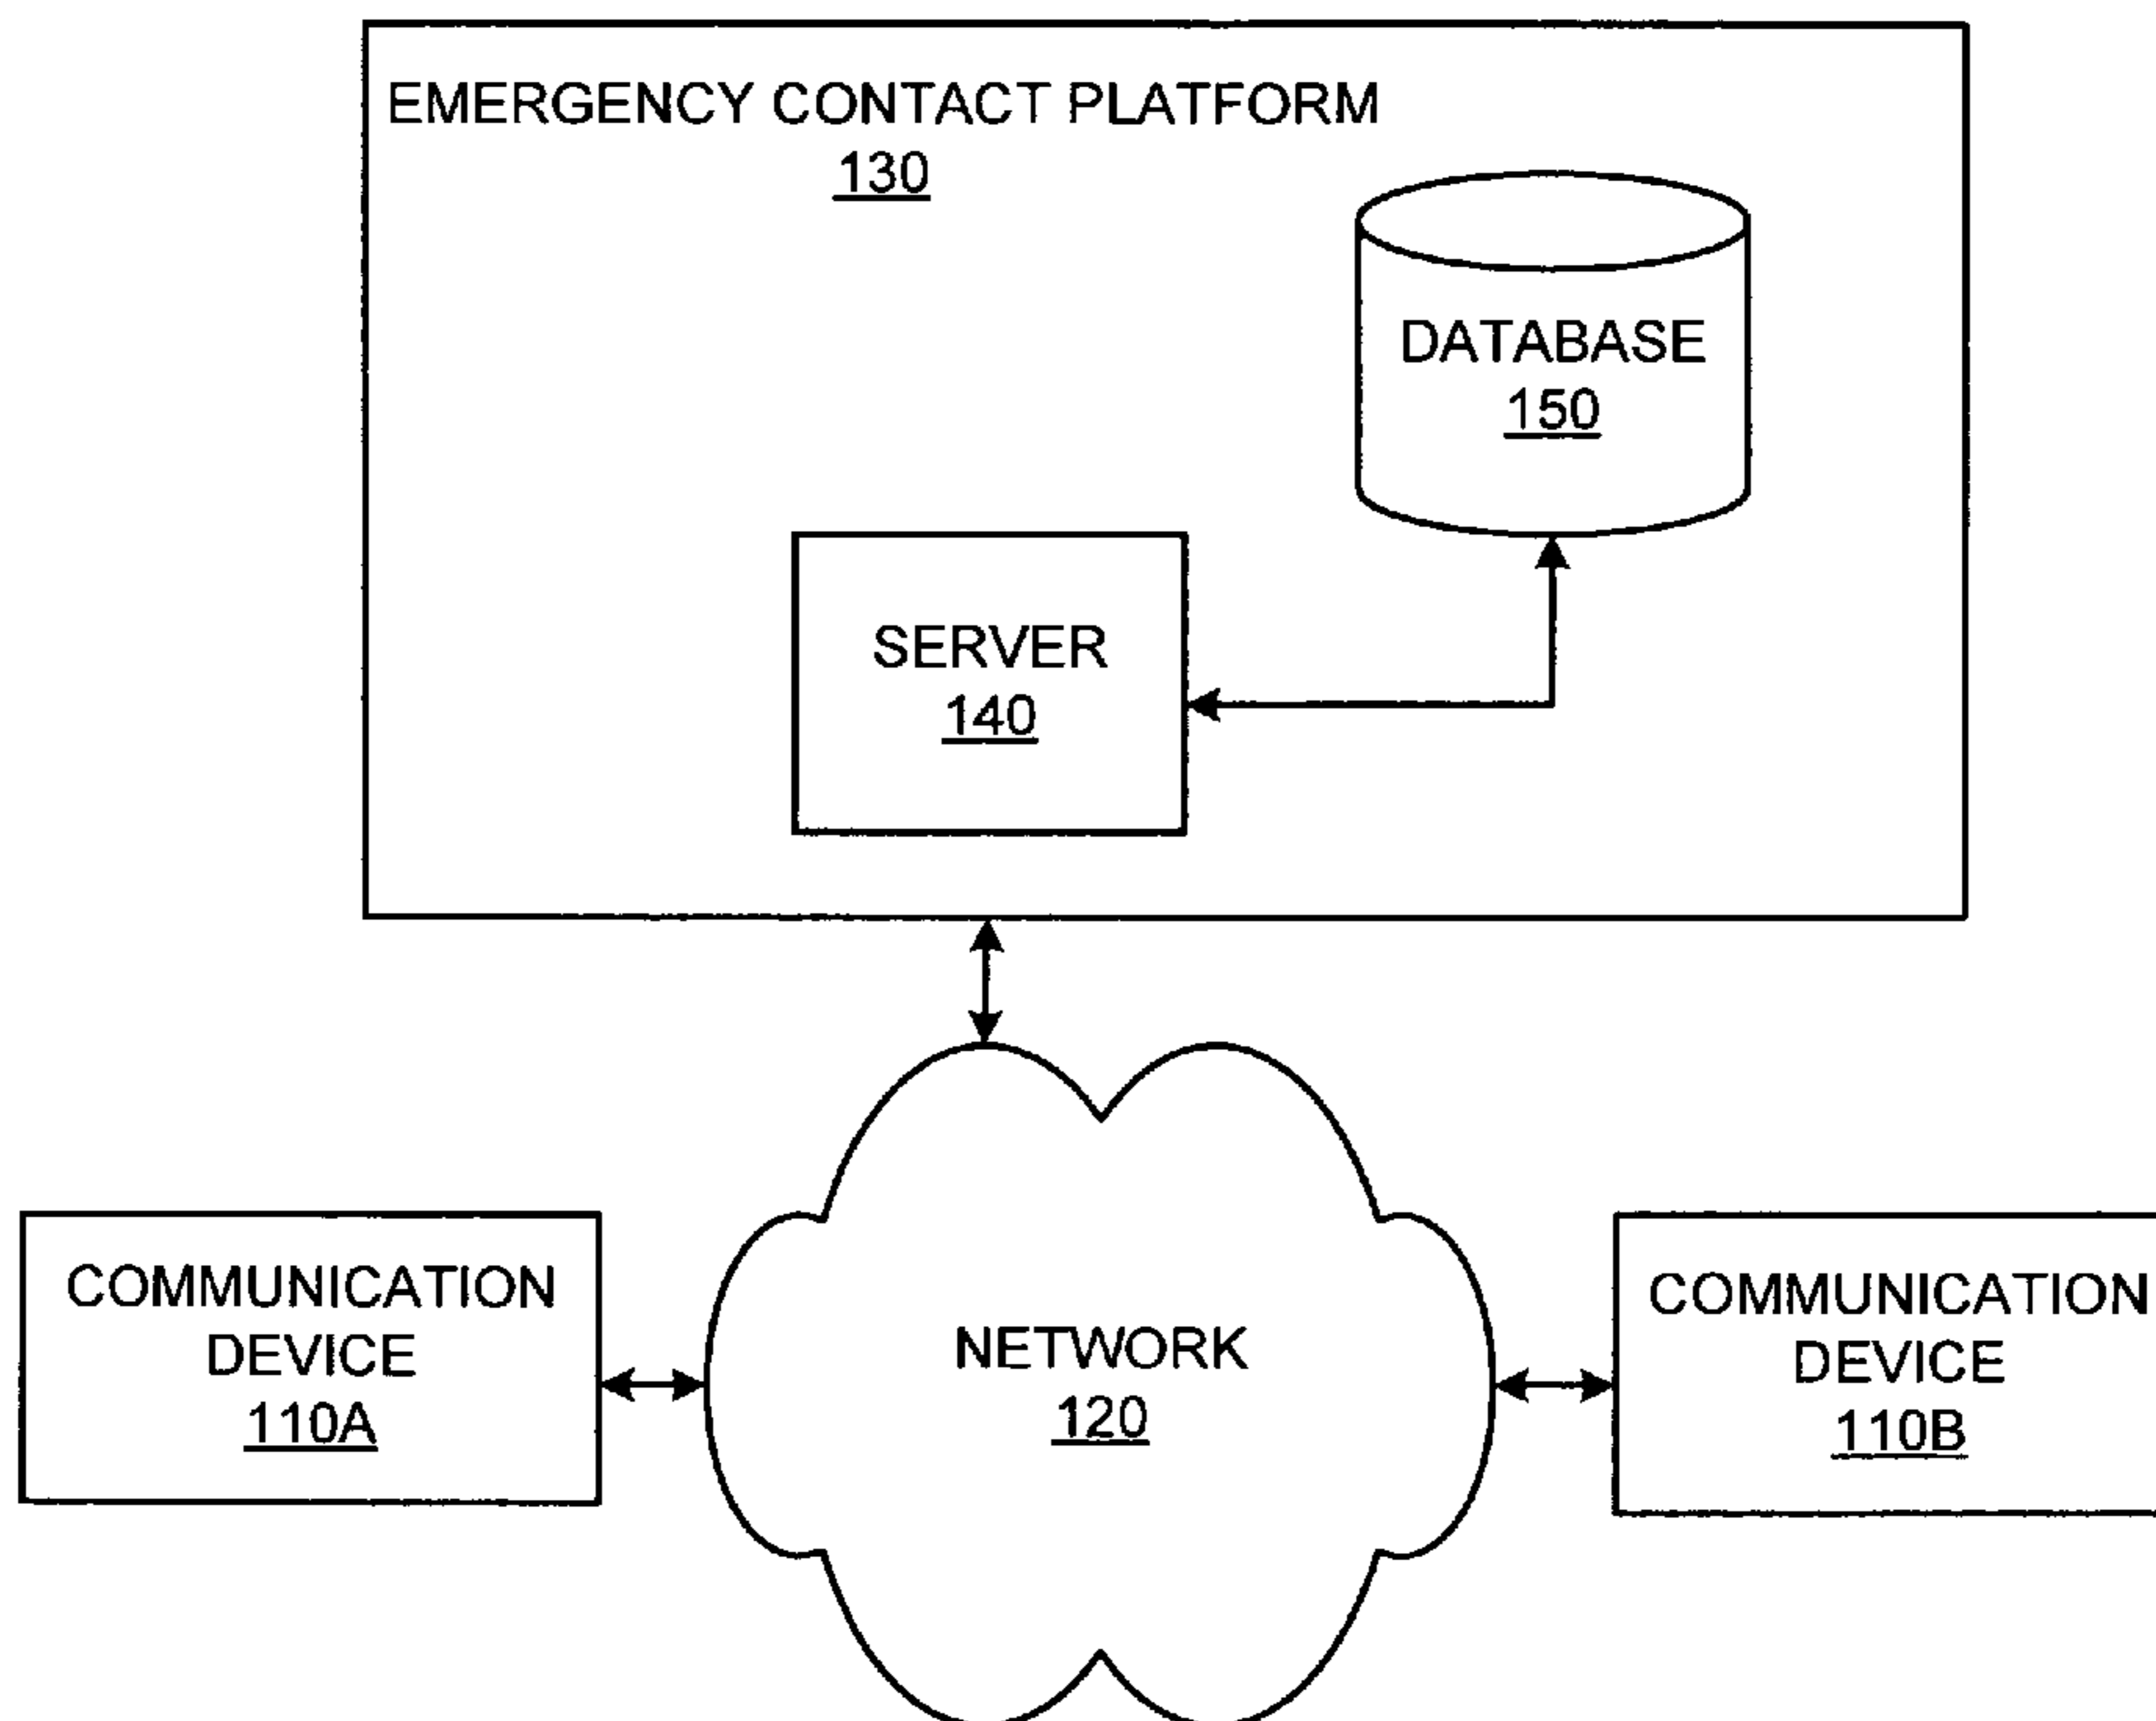 EMERGENCY CONTACT PLATFORM
130
DATABASE
150
SERVER
140
COMMUNICATION
DEVICE
110A
NETWORK
120
COMMUNICATION
DEVICE
110B